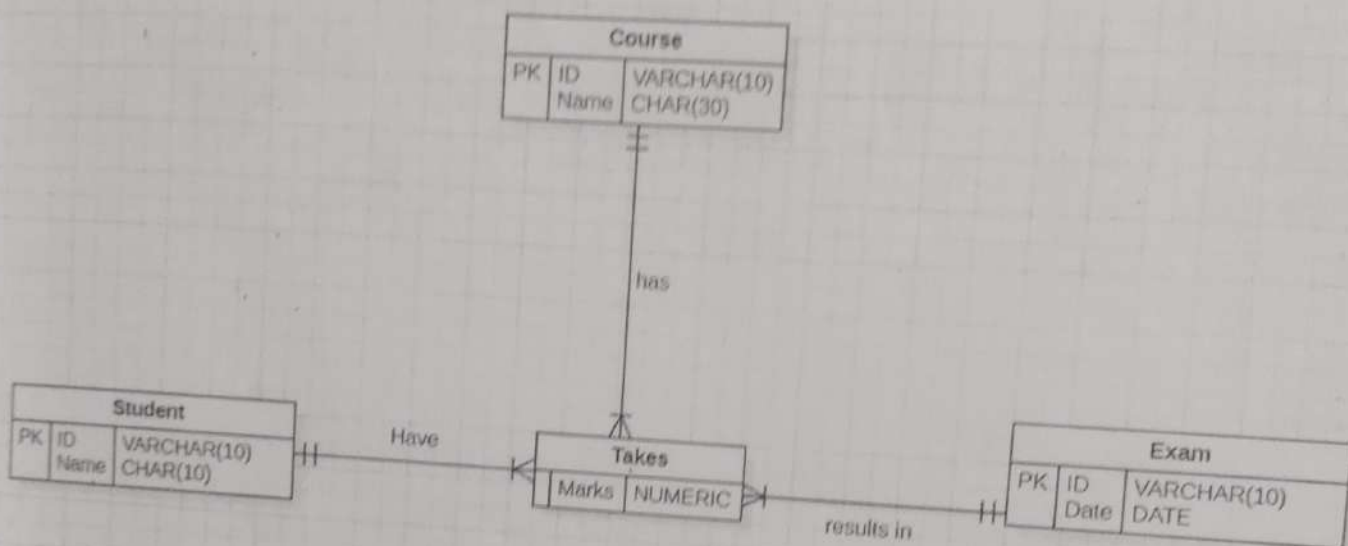 Course
PK ID VARCHAR(10)
Name CHAR(30)
has
Student
PK ID VARCHAR(10)
Name CHAR(10)
Have
Takes
Marks NUMERIC
results in
Exam
PK ID VARCHAR(10)
Date DATE